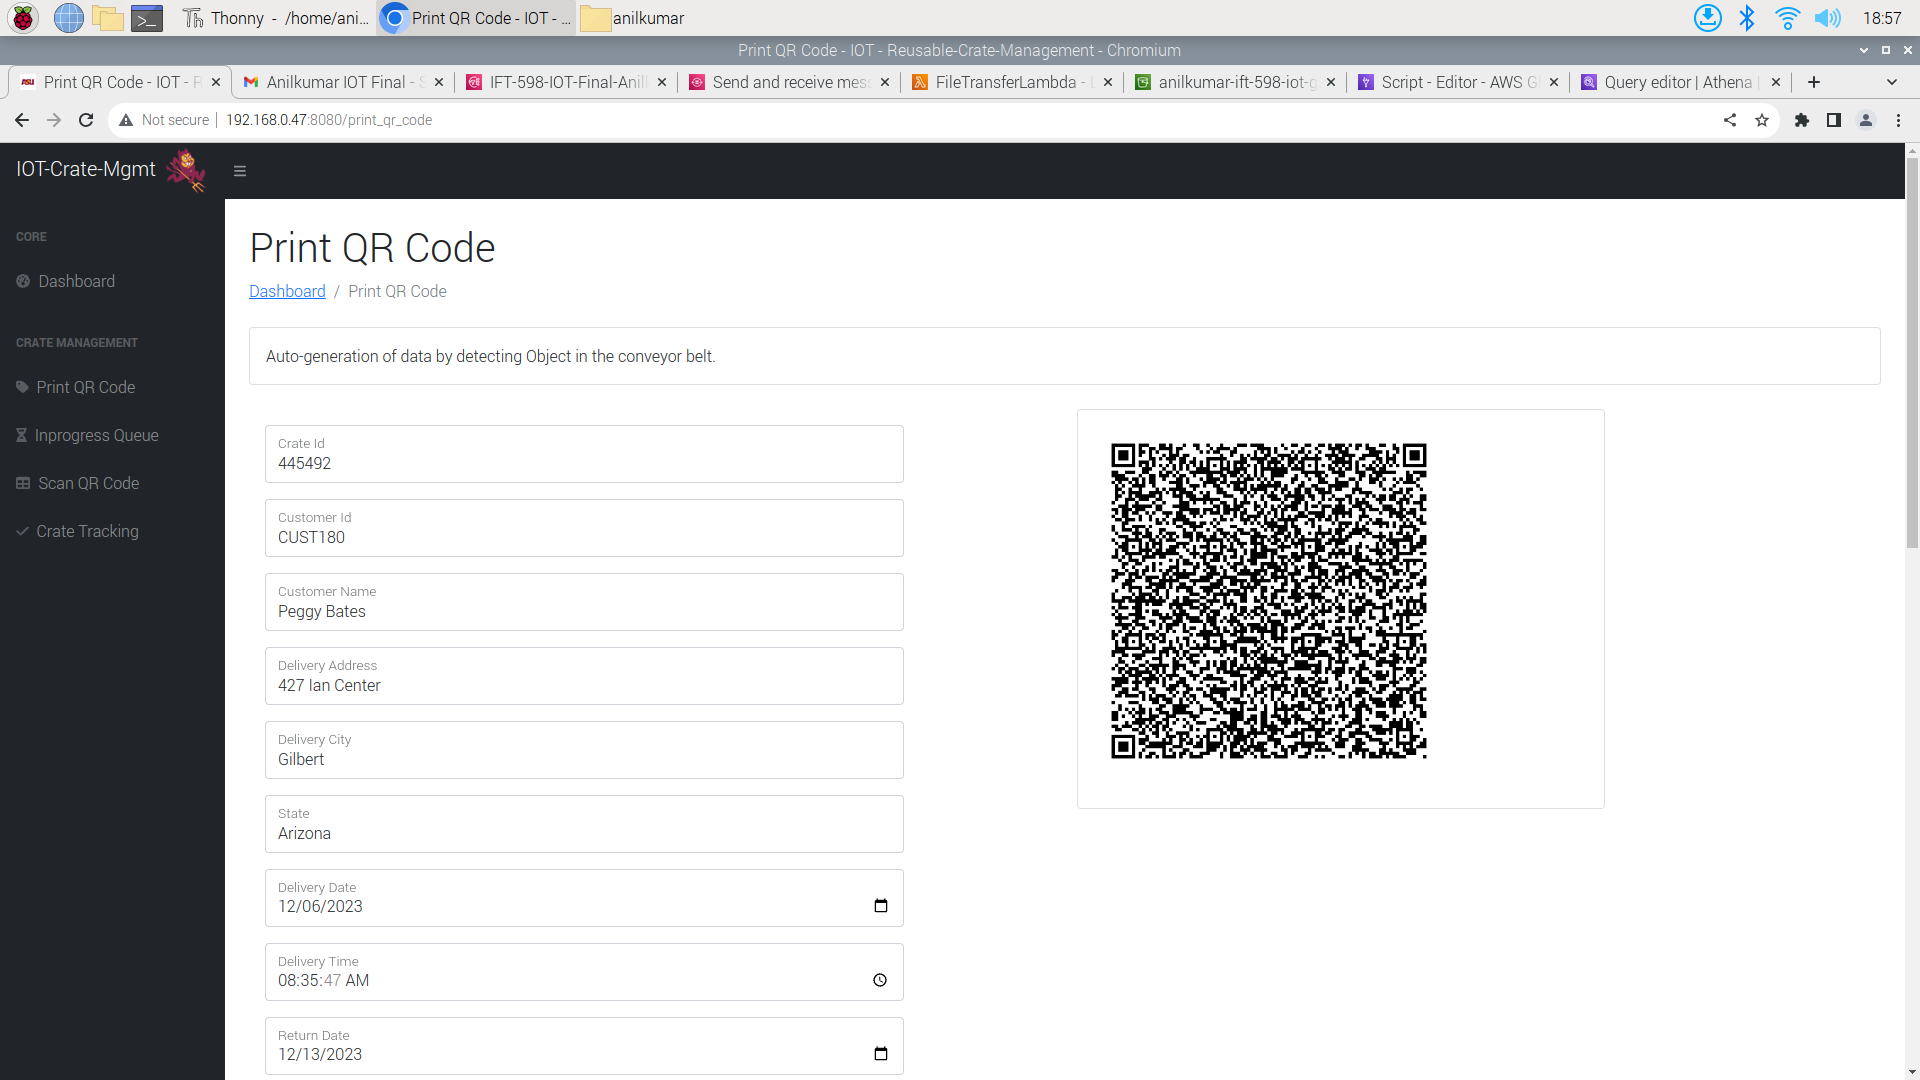 Thonny - /home/ani...
Print QR Code - IOT - ...
anilkumar
18:57
Print QR Code - IOT - Reusable-Crate-Management - Chromium
Print QR Code - IOT - R
Anilkumar IOT Final - S
IFT-598-IOT-Final-Anil
Send and receive mes
FileTransferLambda -
anilkumar-ift-598-iot-g
Script - Editor - AWS G
Query editor | Athena
Not secure
192.168.0.47:8080/print_qr_code
IOT-Crate-Mgmt
CORE
Dashboard
CRATE MANAGEMENT
Print QR Code
Inprogress Queue
Scan QR Code
Crate Tracking
Print QR Code
Dashboard / Print QR Code
Auto-generation of data by detecting Object in the conveyor belt.
Crate Id
445492
Customer Id
CUST180
Customer Name
Peggy Bates
Delivery Address
427 Ian Center
Delivery City
Gilbert
State
Arizona
Delivery Date
12/06/2023
Delivery Time
08:35:47 AM
Return Date
12/13/2023